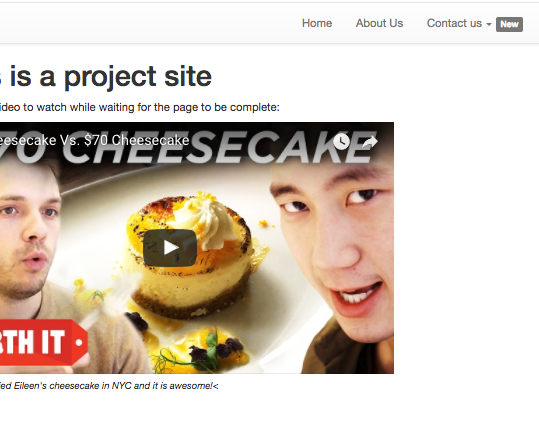 Home About Us Contact us New
s is a project site
ideo to watch while waiting for the page to be complete:
eesecake Vs. $70 Cheesecake
70 CHEESECAKE
TH IT
ed Eileen's cheesecake in NYC and it is awesome!<